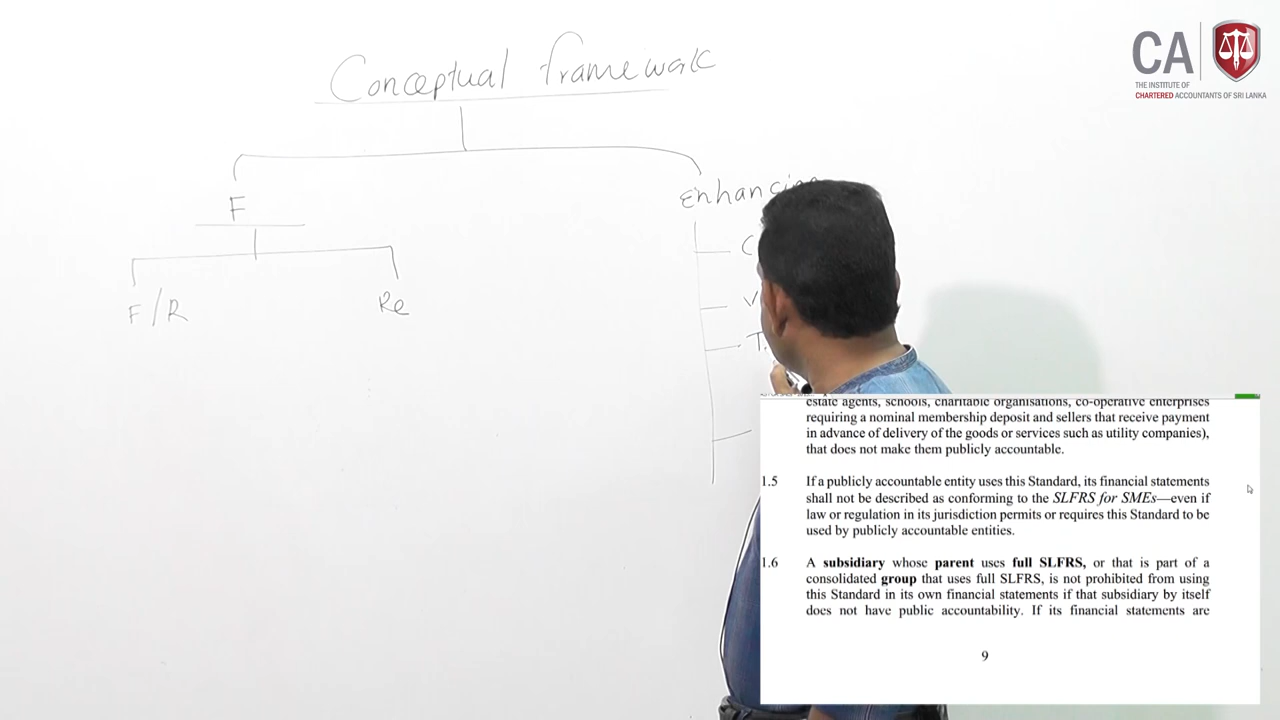 CA
THE INSTITUTE OF
CHARTERED ACCOUNTANTS OF SRI LANKA
Conceptual framework
F
F/R
Re
Enhancing
C
V
T.
estate agents, schools, charitable organisations, co-operative enterprises
requiring a nominal membership deposit and sellers that receive payment
in advance of delivery of the goods or services such as utility companies),
that does not make them publicly accountable.
1.5 If a publicly accountable entity uses this Standard, its financial statements
shall not be described as conforming to the SLFRS for SMEs—even if
law or regulation in its jurisdiction permits or requires this Standard to be
used by publicly accountable entities.
1.6 A subsidiary whose parent uses full SLFRS, or that is part of a
consolidated group that uses full SLFRS, is not prohibited from using
this Standard in its own financial statements if that subsidiary by itself
does not have public accountability. If its financial statements are
9